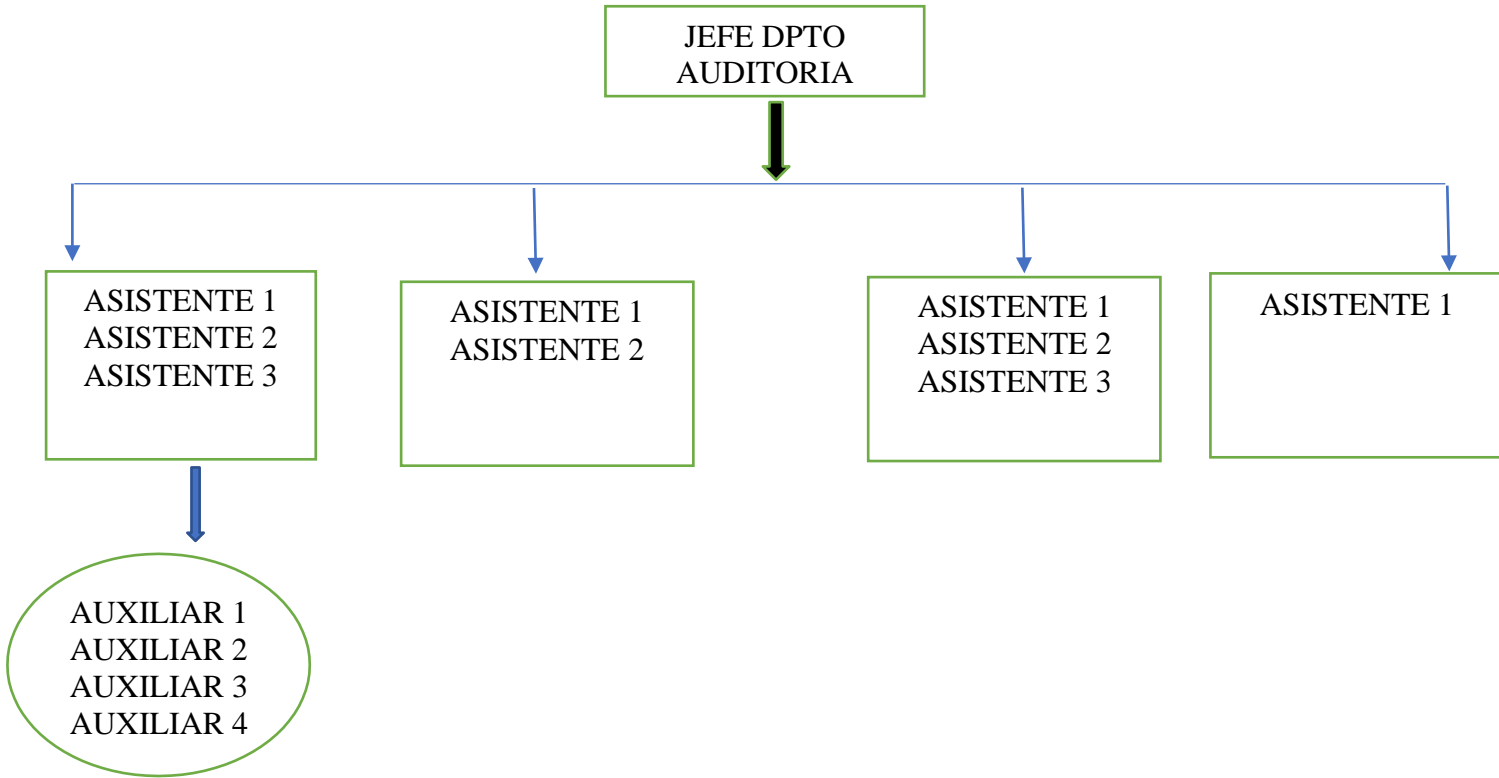 JEFE DPTO
AUDITORIA
ASISTENTE 1
ASISTENTE 2
ASISTENTE 3
ASISTENTE 1
ASISTENTE 2
ASISTENTE 1
ASISTENTE 2
ASISTENTE 3
ASISTENTE 1
AUXILIAR 1
AUXILIAR 2
AUXILIAR 3
AUXILIAR 4